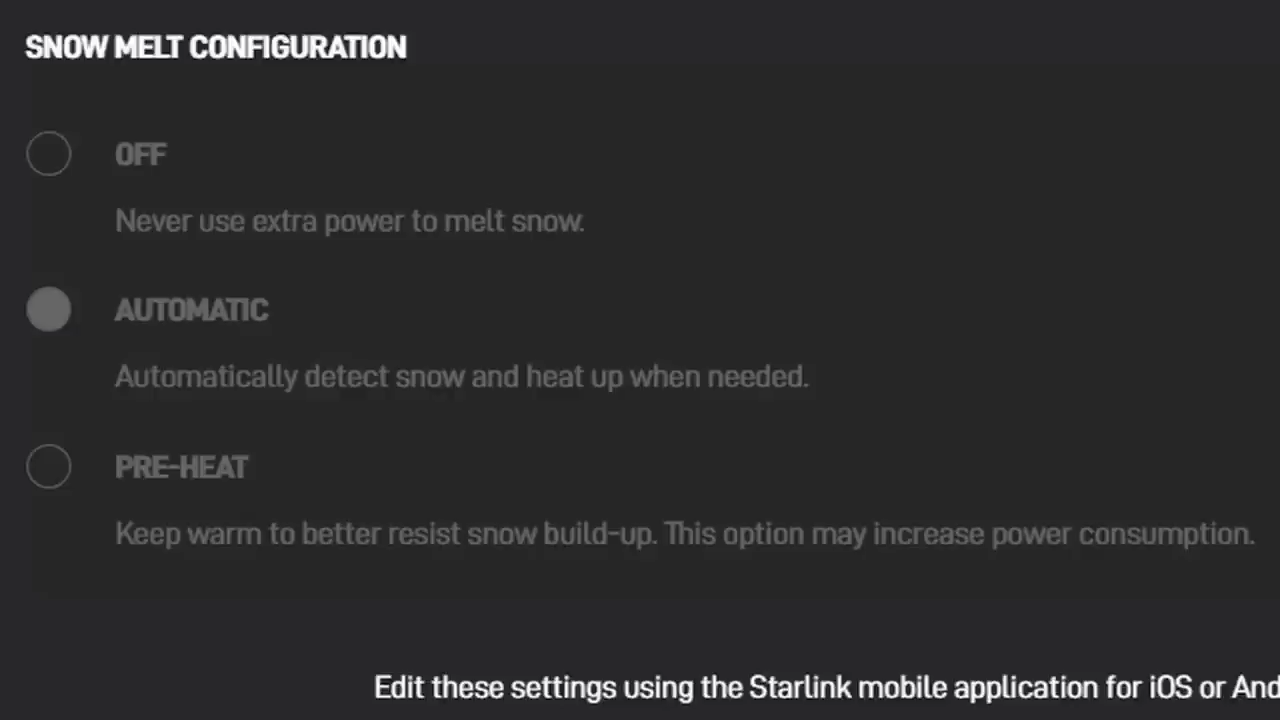 SNOW MELT CONFIGURATION
OFF
Never use extra power to melt snow.
AUTOMATIC
Automatically detect snow and heat up when needed.
PRE-HEAT
Keep warm to better resist snow build-up. This option may increase power consumption.
Edit these settings using the Starlink mobile application for iOS or And